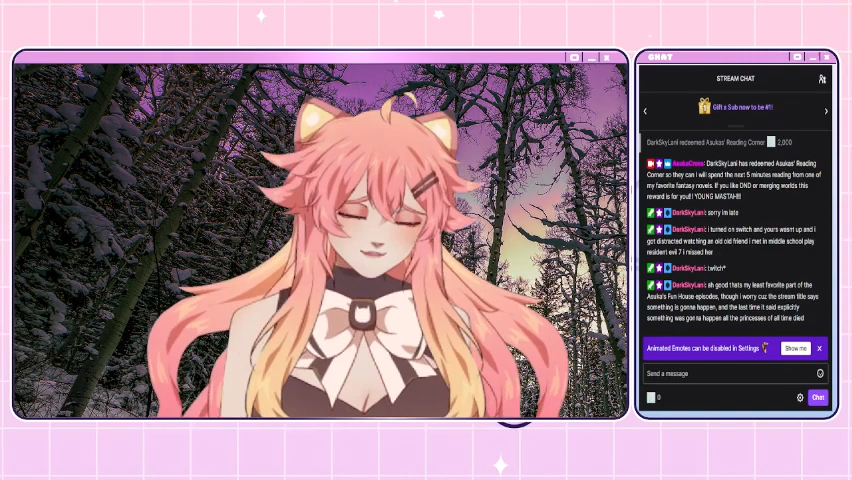 CHAT
STREAM CHAT
Gift a Sub now to be #1!
DarkSkyLani redeemed Asukas' Reading Corner 2,000
AsukaCrane: DarkSkyLani has redeemed Asukas' Reading
Corner so they can I will spend the next 5 minutes reading from one
of my favorite fantasy novels. If you like DND or merging worlds this
reward is for you!! YOUNG MASTAH!!!
DarkSkyLani: sorry im late
DarkSkyLani: i turned on switch and yours wasnt up and i
got distracted watching an old old friend i met in middle school play
resident evil 7 i missed her
DarkSkyLani: twitch*
DarkSkyLani: ah good thats my least favorite part of the
Asuka's Fun House episodes, though i worry cuz the stream title says
something is gonna happen, and the last time it said explicitly
something was gonna happen all the princesses of all time died
Animated Emotes can be disabled in Settings Show me
Send a message
0
Chat